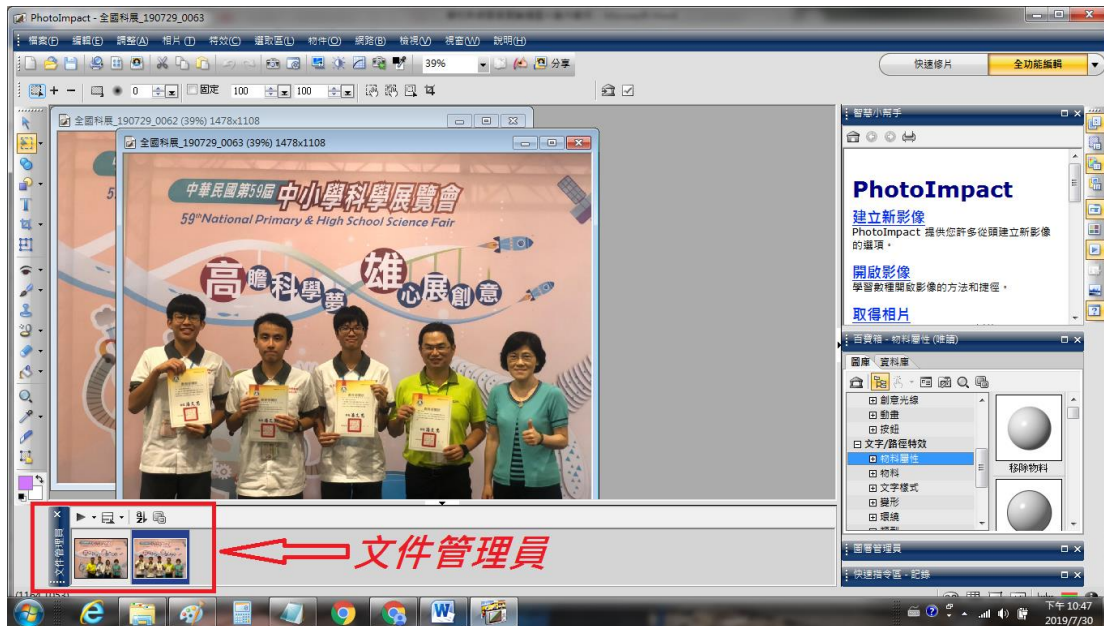 PhotoImpact - 全國科展_190729_0063
檔案(F) 編輯(E) 調整(A) 相片(T) 特效(C) 選取區(L) 物件(O) 網路(B) 檢視(V) 視窗(W) 說明(H)
39% 分享
快速修片 全功能編輯
0 固定 100 100
全國科展_190729_0062 (39%) 1478x1108
全國科展_190729_0063 (39%) 1478x1108
中華民國第59屆 中小學科學展覽會
59th National Primary & High School Science Fair
高瞻科學夢 雄心展創意
智慧小幫手
PhotoImpact
建立新影像
PhotoImpact 提供您許多從頭建立新影像
的選項。
開啟影像
學習數種開啟影像的方法和捷徑。
取得相片
百寶箱 - 物料屬性 (唯讀)
圖庫 資料庫
創意光線
動畫
按鈕
文字/路徑特效
物料屬性
物料
文字樣式
變形
環繞
移除物料
圖層管理員
快速指令區 - 記錄
文件管理員
文件管理員
下午 10:47
2019/7/30